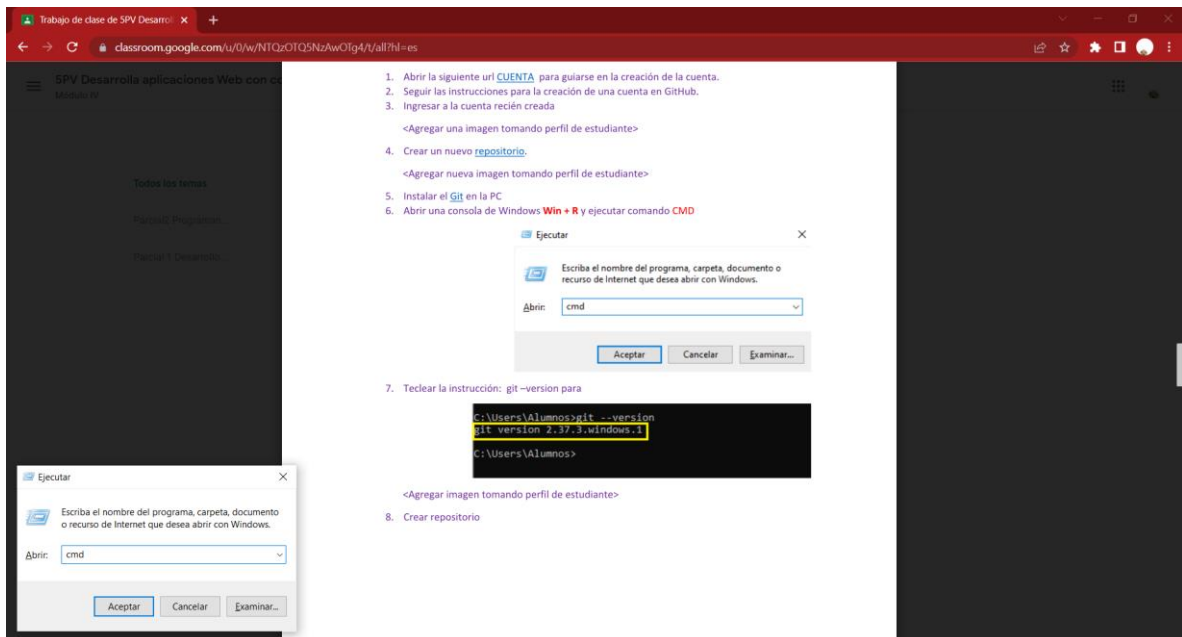 Trabajo de clase de 5PV Desarrol
classroom.google.com/u/0/w/NTQzOTQ5NzAwOTg4/t/all?hl=es
5PV Desarrolla aplicaciones Web con co
Módulo IV
Todos los temas
Parcial 1 Desarrollo...
1. Abrir la siguiente url CUENTA para guiarse en la creación de la cuenta.
2. Seguir las instrucciones para la creación de una cuenta en GitHub.
3. Ingresar a la cuenta recién creada
<Agregar una imagen tomando perfil de estudiante>
4. Crear un nuevo repositorio.
<Agregar nueva imagen tomando perfil de estudiante>
5. Instalar el Git en la PC
6. Abrir una consola de Windows Win + R y ejecutar comando CMD
Ejecutar
Escriba el nombre del programa, carpeta, documento o
recurso de Internet que desea abrir con Windows.
Abrir:
cmd
Aceptar
Cancelar
Examinar...
7. Teclear la instrucción: git –version para
C:\Users\Alumnos>git --version
git version 2.37.3.windows.1
C:\Users\Alumnos>
<Agregar imagen tomando perfil de estudiante>
8. Crear repositorio
Ejecutar
Escriba el nombre del programa, carpeta, documento
o recurso de Internet que desea abrir con Windows.
Abrir:
cmd
Aceptar
Cancelar
Examinar...